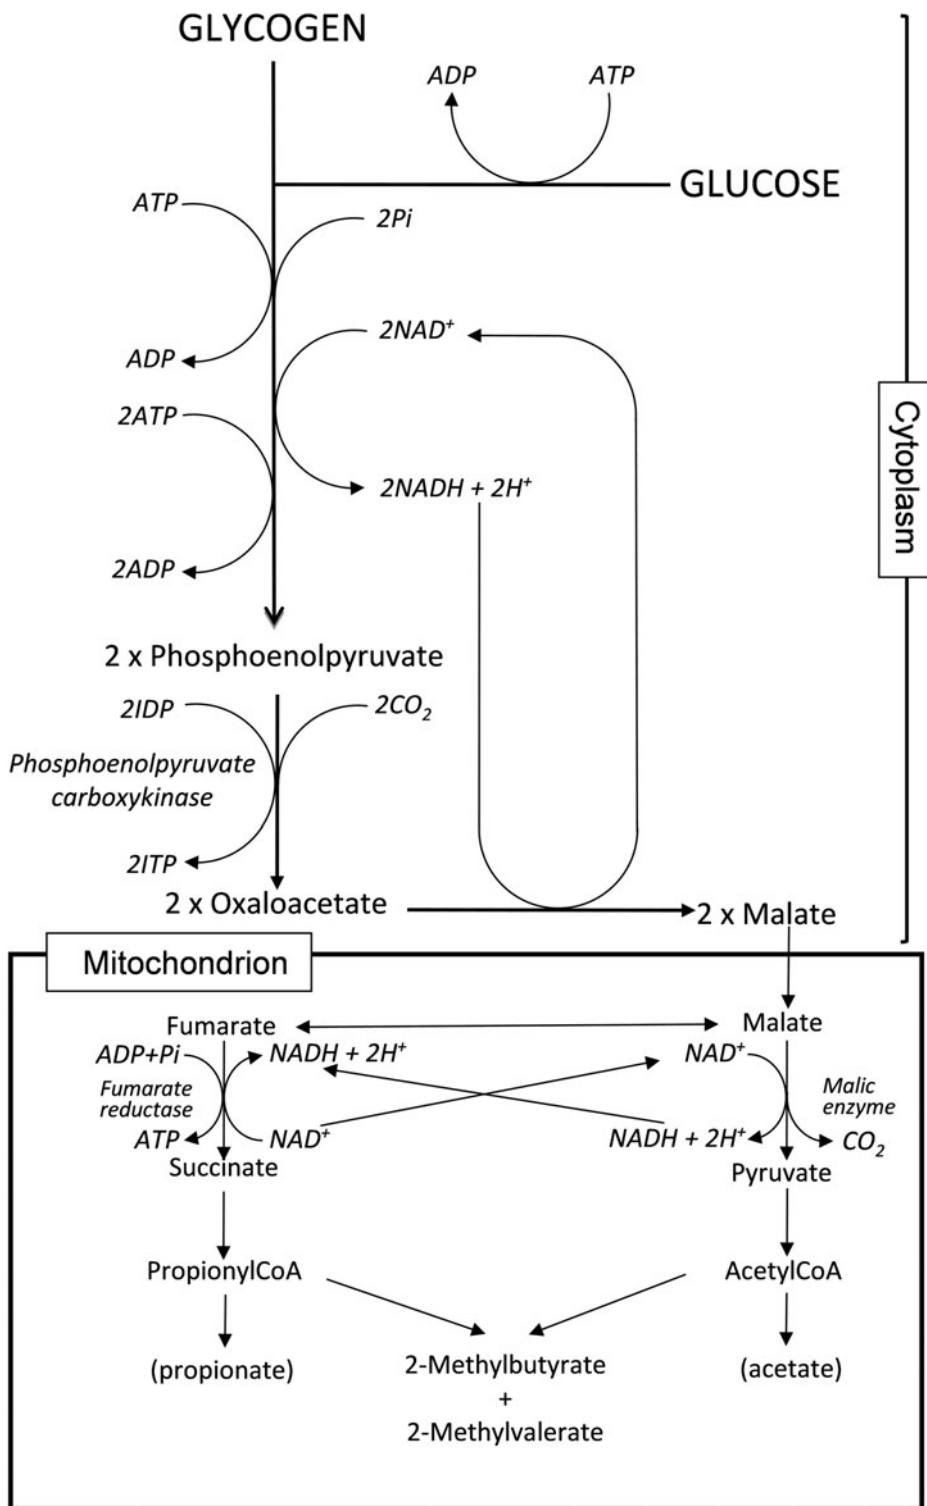 GLYCOGEN
ADP
ATP
GLUCOSE
ATP
2Pi
2NAD⁺
ADP
2ATP
2NADH + 2H⁺
2ADP
Cytoplasm
2 x Phosphoenolpyruvate
2IDP
2CO₂
Phosphoenolpyruvate
carboxykinase
2ITP
2 x Oxaloacetate
2 x Malate
Mitochondrion
Fumarate
Malate
ADP+Pi
NADH + 2H⁺
NAD⁺
Fumarate
reductase
Malic
enzyme
ATP
NAD⁺
NADH + 2H⁺
CO₂
Succinate
Pyruvate
PropionylCoA
AcetylCoA
(propionate)
2-Methylbutyrate
+
2-Methylvalerate
(acetate)